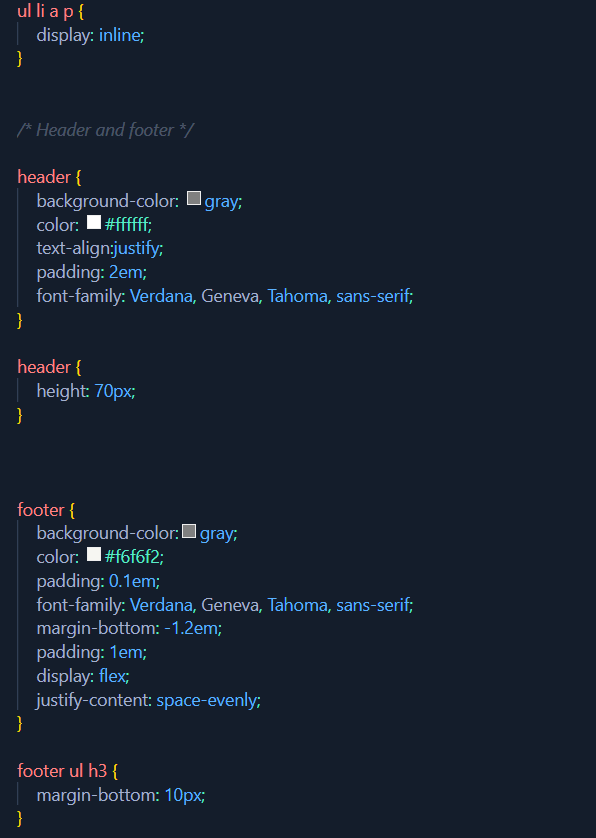 ul li a p {
display: inline;
}
/* Header and footer */
header {
background-color: gray;
color: #ffffff;
text-align:justify;
padding: 2em;
font-family: Verdana, Geneva, Tahoma, sans-serif;
}
header {
height: 70px;
}
footer {
background-color: gray;
color: #f6f6f2;
padding: 0.1em;
font-family: Verdana, Geneva, Tahoma, sans-serif;
margin-bottom: -1.2em;
padding: 1em;
display: flex;
justify-content: space-evenly;
}
footer ul h3 {
margin-bottom: 10px;
}